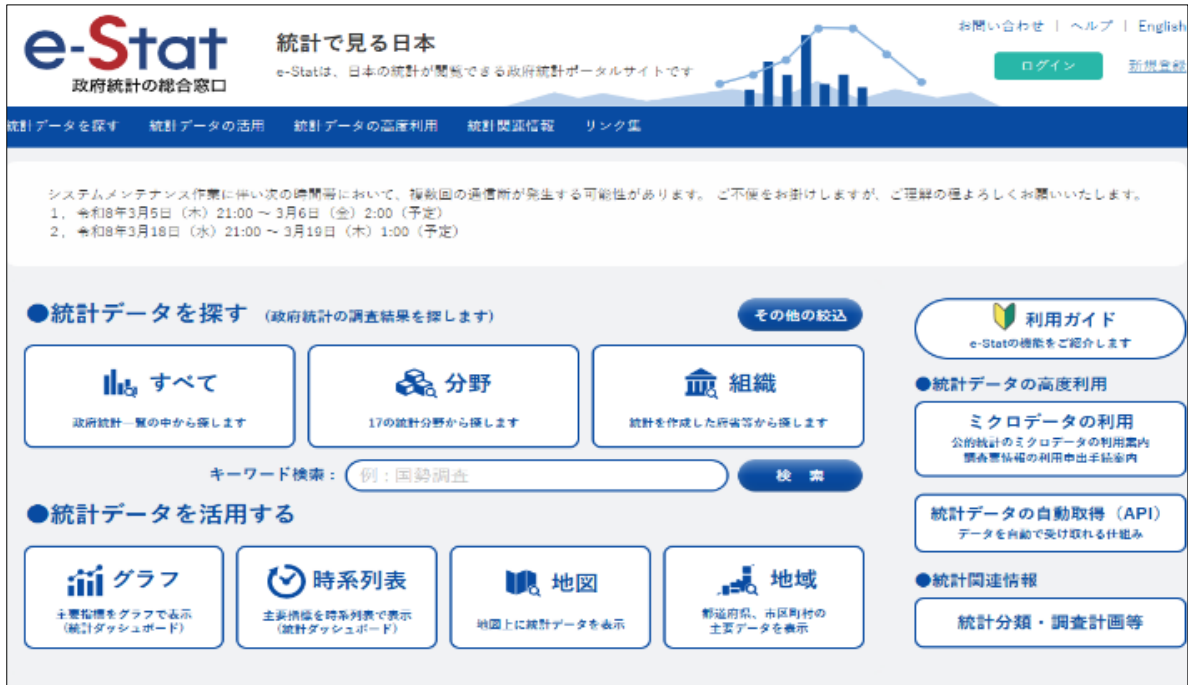 e-Stat
政府統計の総合窓口
統計で見る日本
e-Statは、日本の統計が閲覧できる政府統計ポータルサイトです
お問い合わせ | ヘルプ | English
ログイン
新規登録
統計データを探す 統計データの活用 統計データの高度利用 統計関連情報 リンク集
システムメンテナンス作業に伴い次の時間帯において、複数回の通信断が発生する可能性があります。 ご不便をお掛けしますが、ご理解の程よろしくお願いいたします。
1, 令和8年3月5日（木）21:00 ~ 3月6日（金）2:00（予定）
2, 令和8年3月18日（水）21:00 ~ 3月19日（木）1:00（予定）
●統計データを探す (政府統計の調査結果を探します)
その他の絞込
すべて
政府統計一覧の中から探します
分野
17の統計分野から探します
組織
統計を作成した府省等から探します
キーワード検索： 例：国勢調査
検 索
●統計データを活用する
グラフ
主要指標をグラフで表示
(統計ダッシュボード)
時系列表
主要指標を時系列表で表示
(統計ダッシュボード)
地図
地図上に統計データを表示
地域
都道府県、市区町村の
主要データを表示
利用ガイド
e-Statの機能をご紹介します
●統計データの高度利用
ミクロデータの利用
公的統計のミクロデータの利用案内
調査票情報の利用申出手続案内
統計データの自動取得（API）
データを自動で受け取れる仕組み
●統計関連情報
統計分類・調査計画等